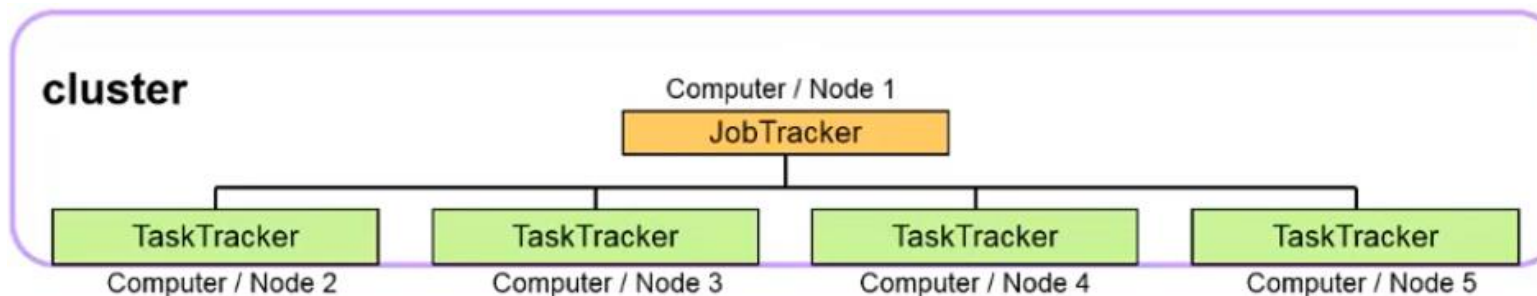 cluster
Computer / Node 1
JobTracker
TaskTracker
TaskTracker
TaskTracker
TaskTracker
Computer / Node 2
Computer / Node 3
Computer / Node 4
Computer / Node 5